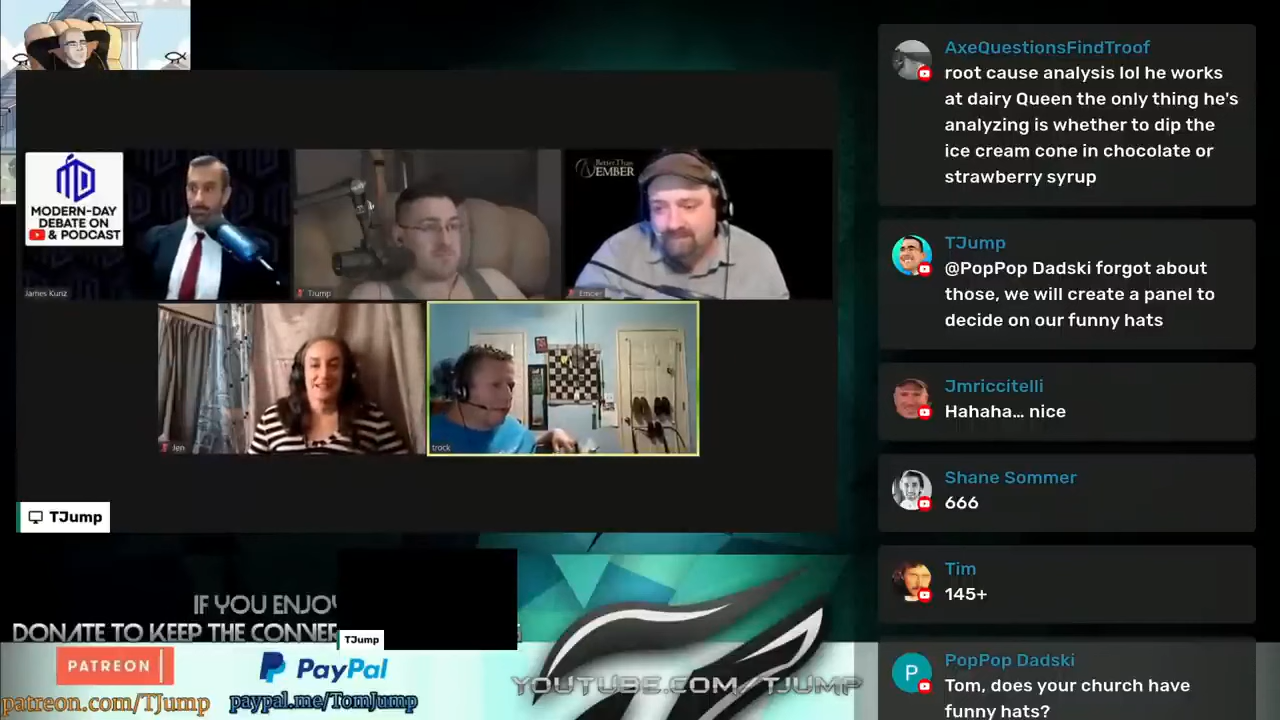 AxeQuestionsFindTroof
root cause analysis lol he works
at dairy Queen the only thing he's
analyzing is whether to dip the
ice cream cone in chocolate or
strawberry syrup
TJump
@PopPop Dadski forgot about
those, we will create a panel to
decide on our funny hats
Jmriccitelli
Hahaha... nice
Shane Sommer
666
Tim
145+
P
PopPop Dadski
Tom, does your church have
funny hats?
MODERN-DAY
DEBATE ON
& PODCAST
James Kunz
TJump
EMBER
Ember
Jen
trock
TJump
IF YOU ENJOY
DONATE TO KEEP THE CONVER
TJump
PATREON
PayPal
patreon.com/TJump
paypal.me/TomJump
YOUTUBE.COM/TJUMP